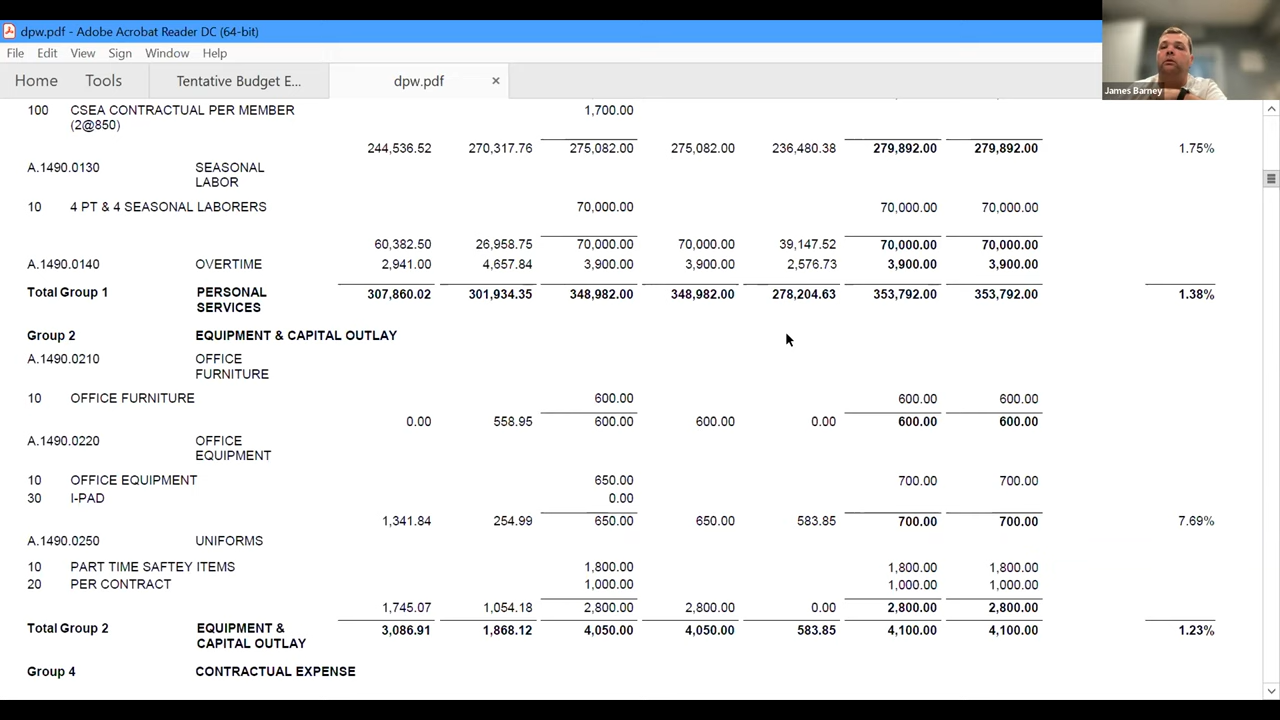 dpw.pdf - Adobe Acrobat Reader DC (64-bit)
File Edit View Sign Window Help
Home Tools Tentative Budget E... dpw.pdf ×
James Barney
100 CSEA CONTRACTUAL PER MEMBER 1,700.00
(2@850)
244,536.52 270,317.76 275,082.00 275,082.00 236,480.38 279,892.00 279,892.00 1.75%
A.1490.0130 SEASONAL
LABOR
10 4 PT & 4 SEASONAL LABORERS 70,000.00 70,000.00 70,000.00
60,382.50 26,958.75 70,000.00 70,000.00 39,147.52 70,000.00 70,000.00
A.1490.0140 OVERTIME 2,941.00 4,657.84 3,900.00 3,900.00 2,576.73 3,900.00 3,900.00
Total Group 1 PERSONAL 307,860.02 301,934.35 348,982.00 348,982.00 278,204.63 353,792.00 353,792.00 1.38%
SERVICES
Group 2 EQUIPMENT & CAPITAL OUTLAY
A.1490.0210 OFFICE
FURNITURE
10 OFFICE FURNITURE 600.00 600.00 600.00
0.00 558.95 600.00 600.00 0.00 600.00 600.00
A.1490.0220 OFFICE
EQUIPMENT
10 OFFICE EQUIPMENT 650.00 700.00 700.00
30 I-PAD 0.00
1,341.84 254.99 650.00 650.00 583.85 700.00 700.00 7.69%
A.1490.0250 UNIFORMS
10 PART TIME SAFTEY ITEMS 1,800.00 1,800.00 1,800.00
20 PER CONTRACT 1,000.00 1,000.00 1,000.00
1,745.07 1,054.18 2,800.00 2,800.00 0.00 2,800.00 2,800.00
Total Group 2 EQUIPMENT & 3,086.91 1,868.12 4,050.00 4,050.00 583.85 4,100.00 4,100.00 1.23%
CAPITAL OUTLAY
Group 4 CONTRACTUAL EXPENSE